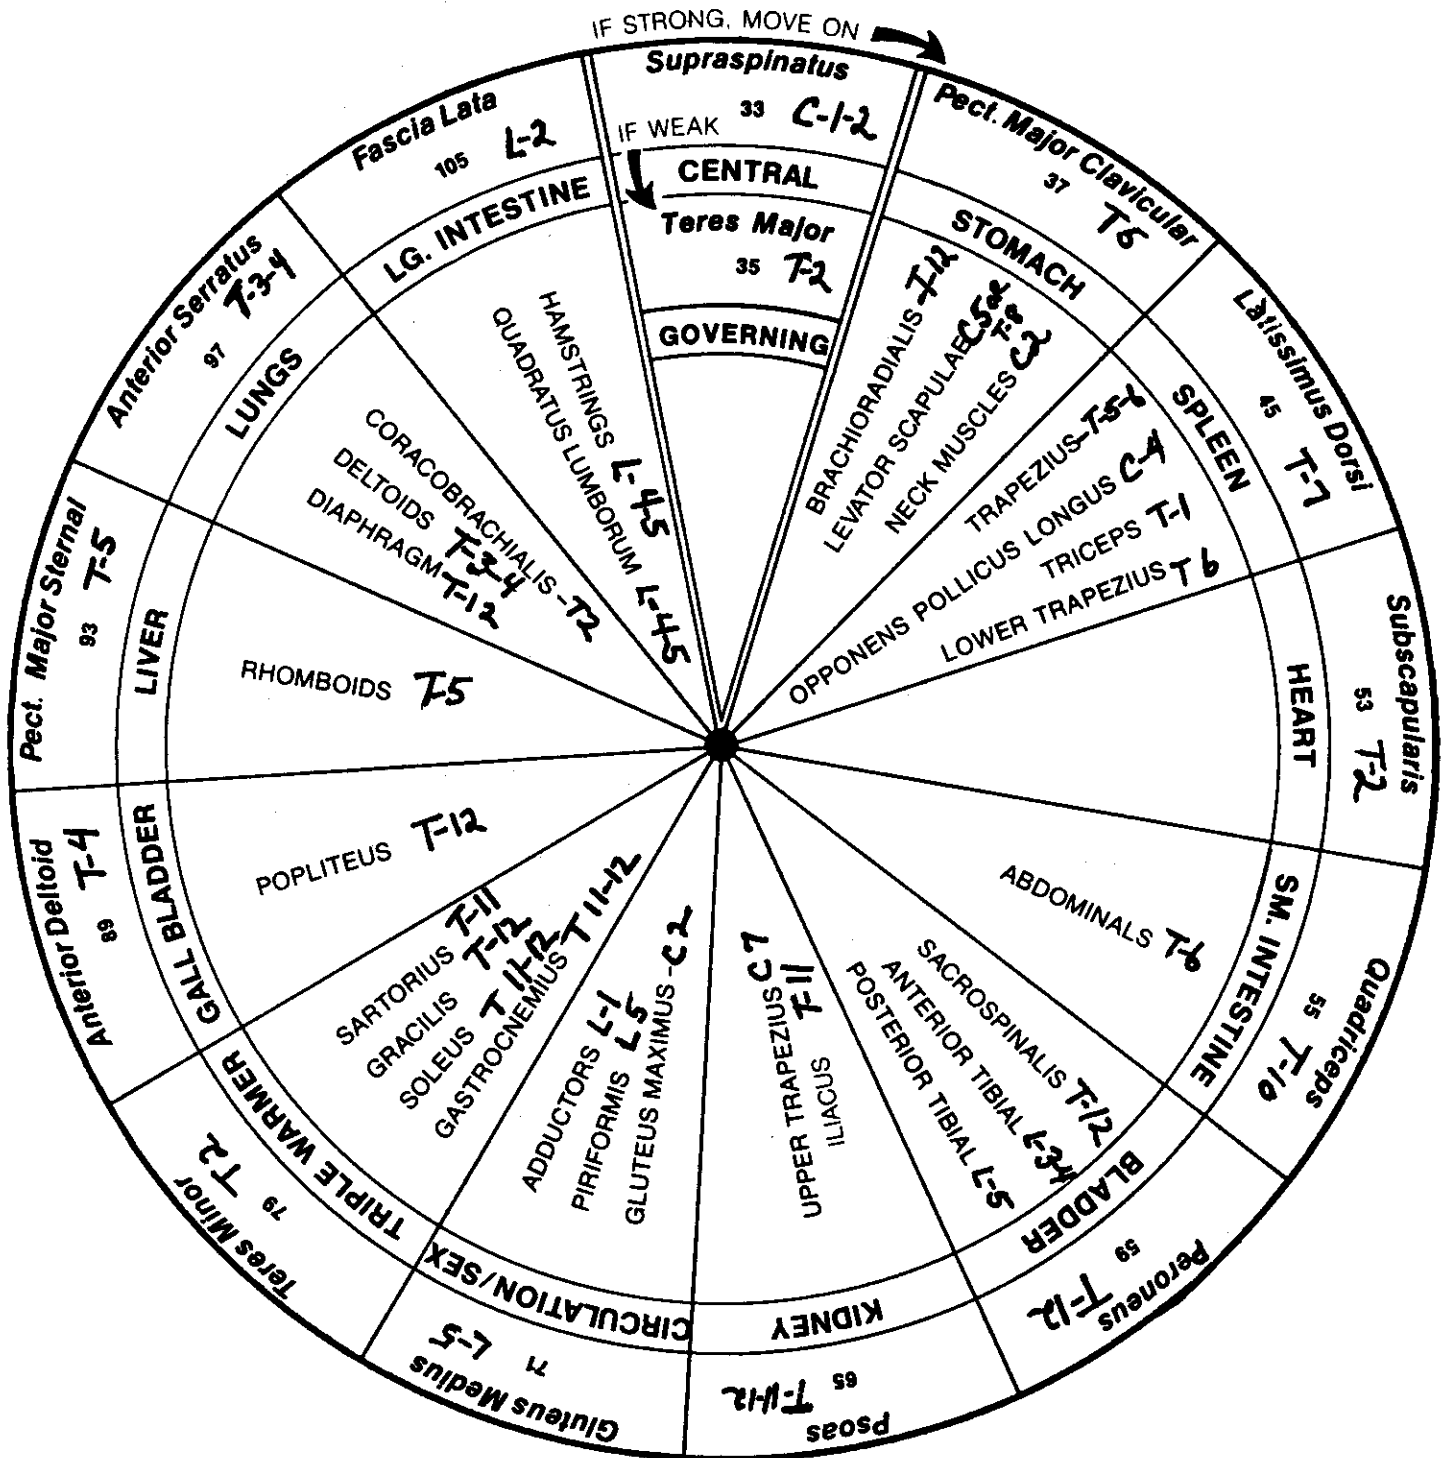 IF STRONG, MOVE ON
Supraspinatus
33 C-1-2
IF WEAK
CENTRAL
Teres Major
35 T-2
GOVERNING
Pect. Major Clavicular
37 T5
STOMACH
BRACHIORADIALIS-T-12
LEVATOR SCAPULAE C5 or T-8
NECK MUSCLES C2
Latissimus Dorsi
45 T-7
SPLEEN
TRAPEZIUS-T-5-6
OPPONENS POLLICUS LONGUS C-4
TRICEPS T-1
LOWER TRAPEZIUS T6
Subscapularis
53 T-2
HEART
Quadriceps
55 T-10
SM. INTESTINE
ABDOMINALS T-6
Peroneus
59 T-12
BLADDER
SACROSPINALIS T-12
ANTERIOR TIBIAL L-3-4
POSTERIOR TIBIAL L-5
Psoas
65 T-11-12
KIDNEY
UPPER TRAPEZIUS C7
ILIACUS T-11
Gluteus Medius
71 L-5
CIRCULATION/SEX
ADDUCTORS L-1
PIRIFORMIS L5
GLUTEUS MAXIMUS-C2
Teres Minor
79 T2
TRIPLE WARMER
SARTORIUS T-11
GRACILIS T-12
SOLEUS T 11-12
GASTROCNEMIUS T 11-12
Anterior Deltoid
89 T-4
GALL BLADDER
POPLITEUS T-12
Pect. Major Sternal
93 T-5
LIVER
RHOMBOIDS T-5
Anterior Serratus
97 T-3-4
LUNGS
CORACOBRACHIALIS-T2
DELTOIDS T-3-4
DIAPHRAGM T-12
Fascia Lata
105 L-2
LG. INTESTINE
HAMSTRINGS L-4-5
QUADRATUS LUMBORUM L-4-5